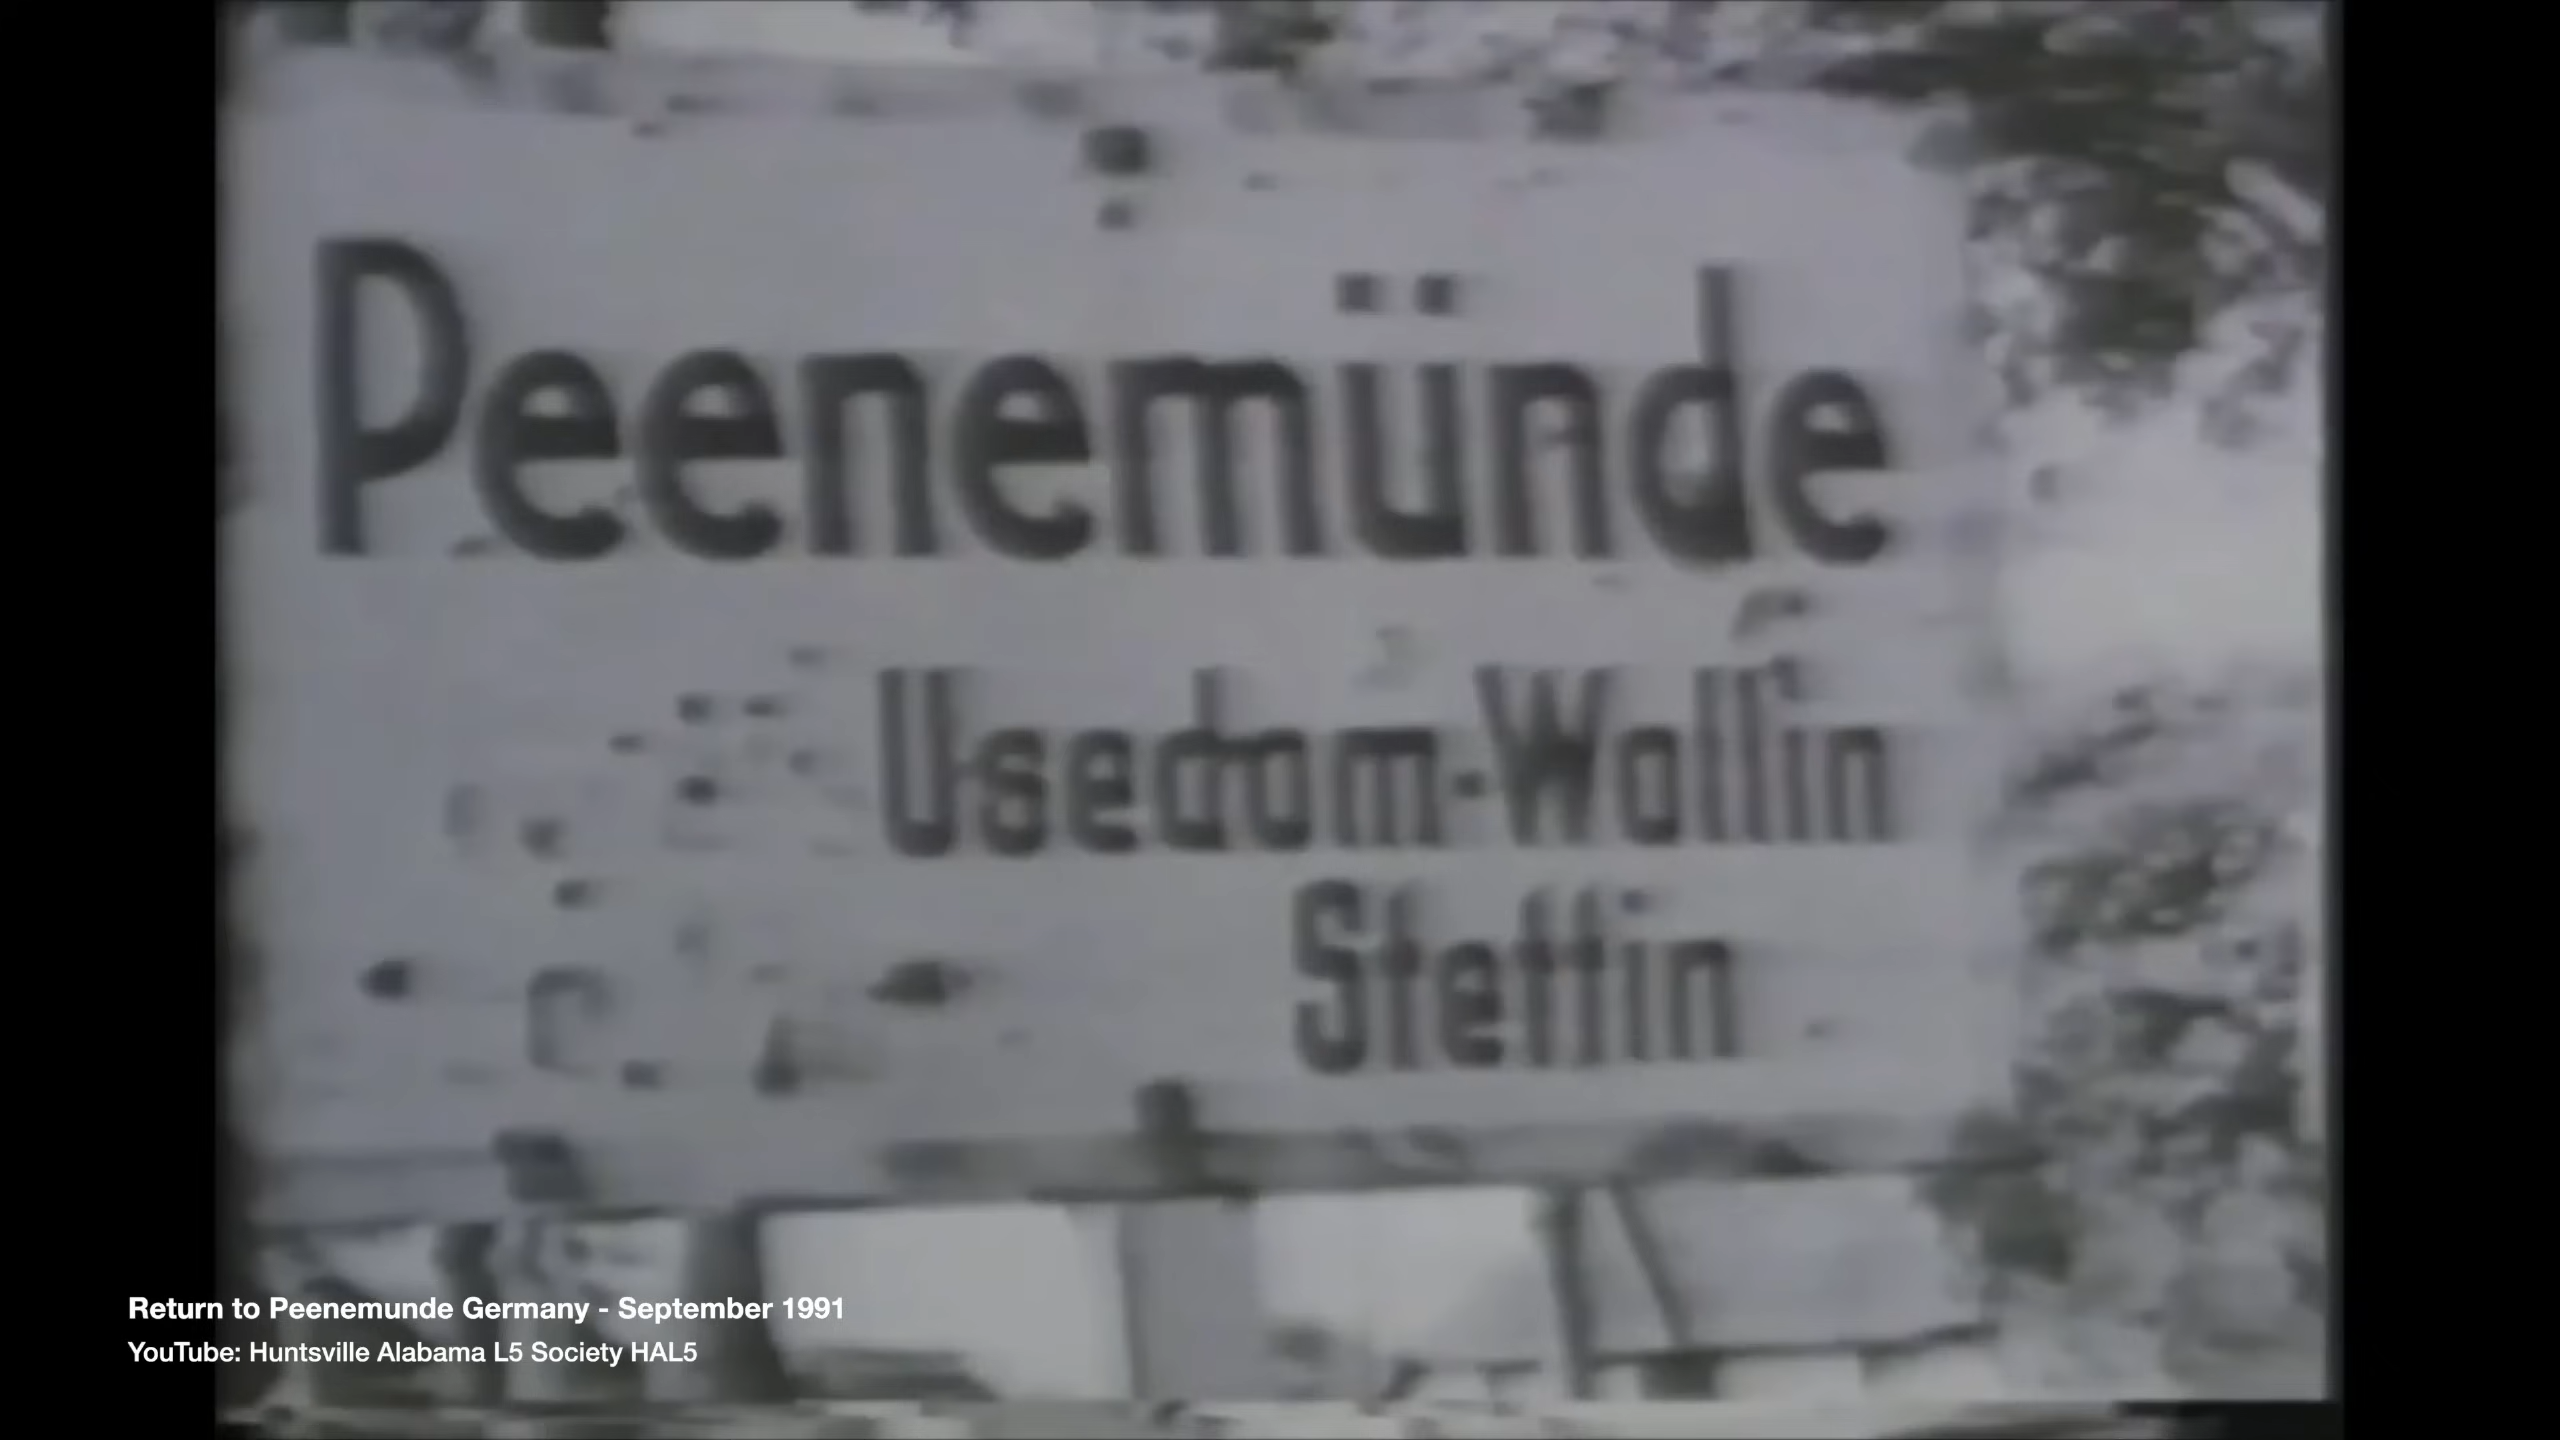 Peenemünde
Usedom-Wollin
Stettin
Return to Peenemunde Germany - September 1991
YouTube: Huntsville Alabama L5 Society HAL5